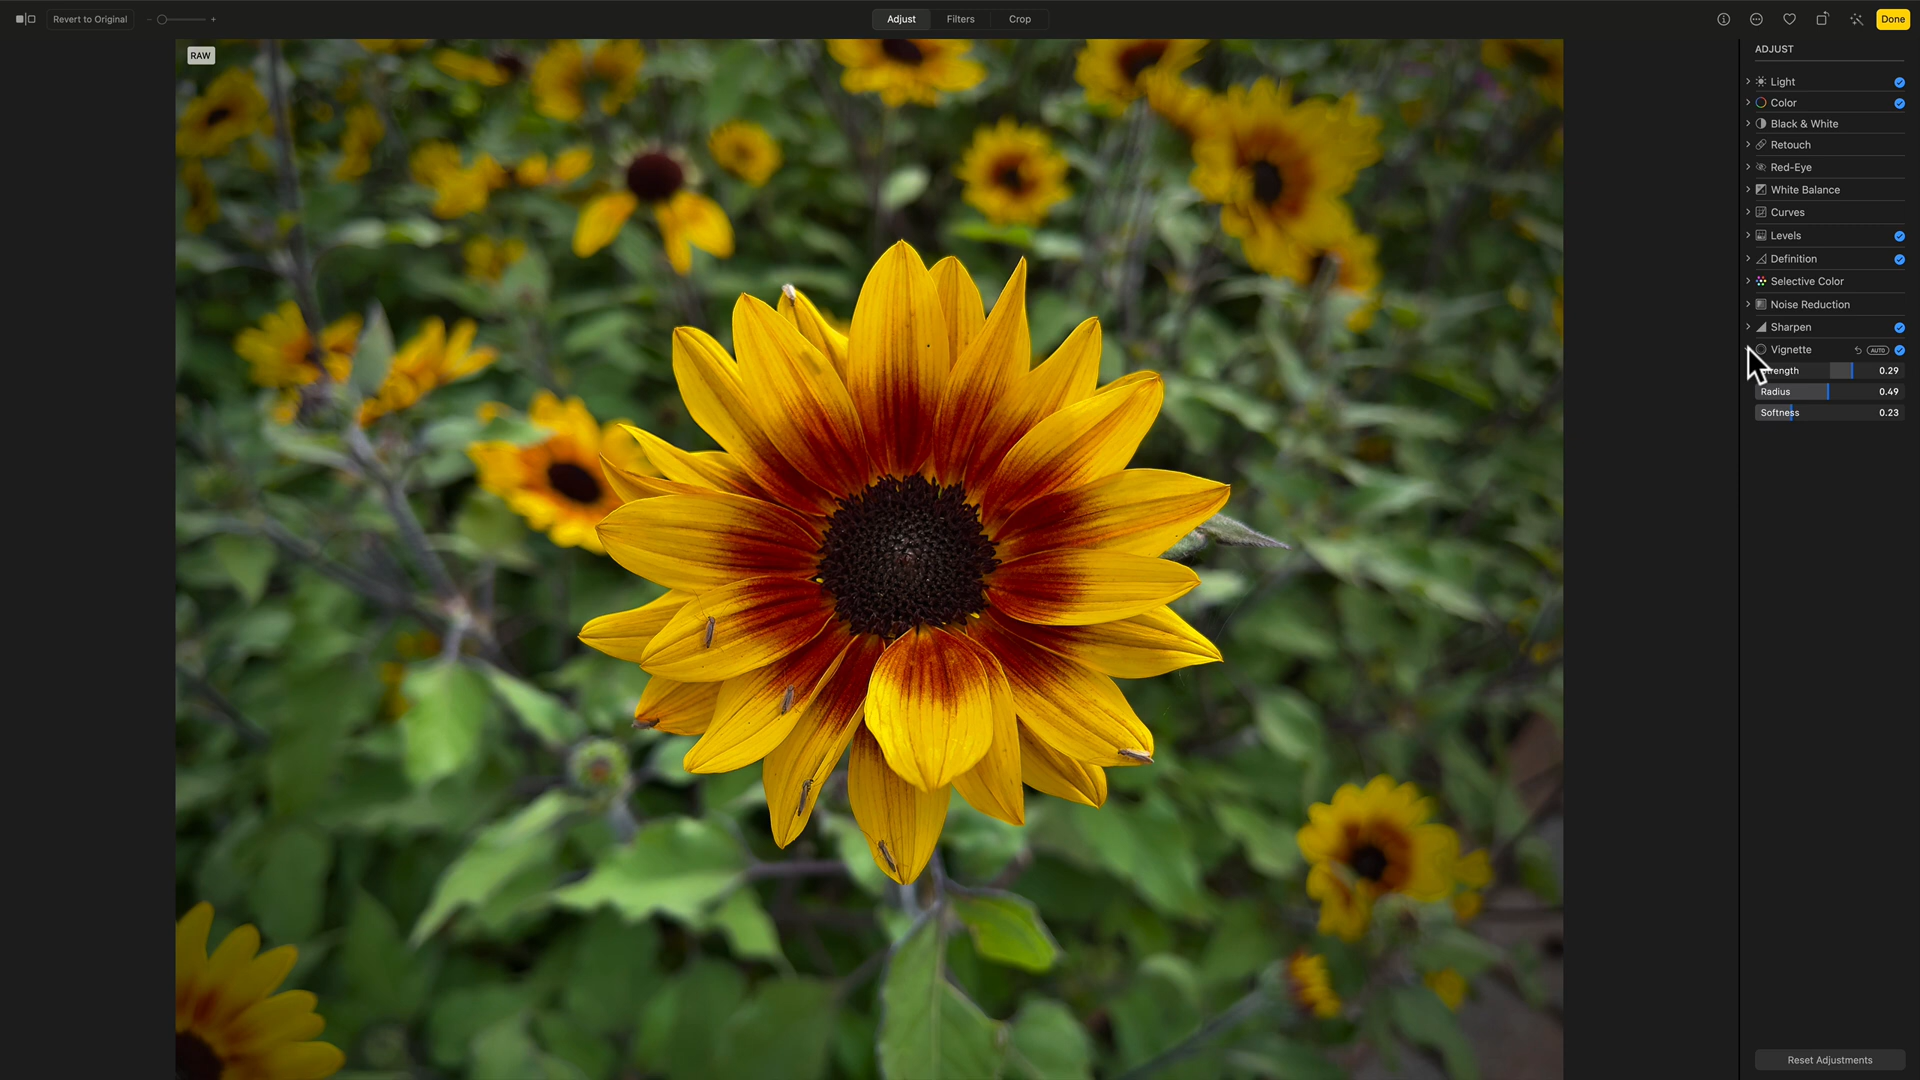 Revert to Original
Adjust
Filters
Crop
Done
RAW
ADJUST
Light
Color
Black & White
Retouch
Red-Eye
White Balance
Curves
Levels
Definition
Selective Color
Noise Reduction
Sharpen
Vignette AUTO
0.29
Radius 0.49
Softness 0.23
Reset Adjustments